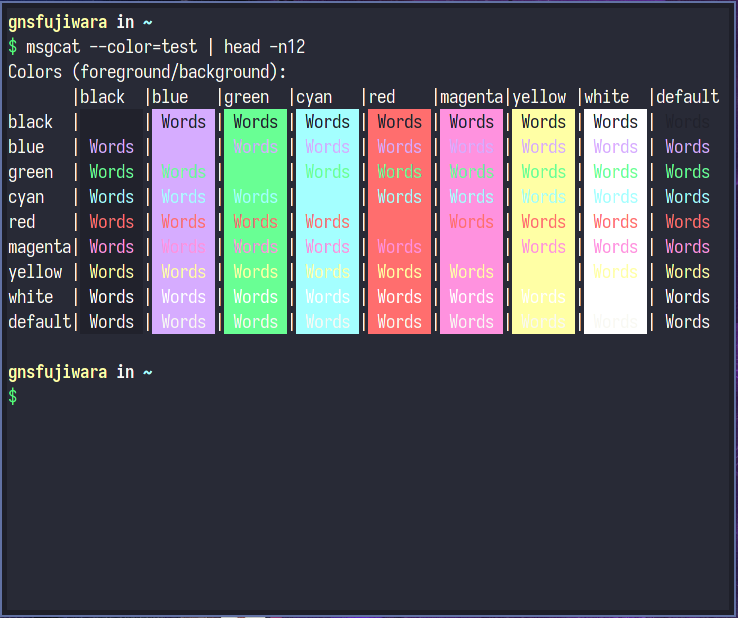 gnsfujiwara in ~
$ msgcat --color=test | head -n12
Colors (foreground/background):
       |black  |blue   |green  |cyan   |red    |magenta|yellow |white  |default
black  |       | Words | Words | Words | Words | Words | Words | Words | Words
blue   | Words |       | Words | Words | Words | Words | Words | Words | Words
green  | Words | Words |       | Words | Words | Words | Words | Words | Words
cyan   | Words | Words | Words |       | Words | Words | Words | Words | Words
red    | Words | Words | Words | Words |       | Words | Words | Words | Words
magenta| Words | Words | Words | Words | Words |       | Words | Words | Words
yellow | Words | Words | Words | Words | Words | Words |       | Words | Words
white  | Words | Words | Words | Words | Words | Words | Words |       | Words
default| Words | Words | Words | Words | Words | Words | Words | Words | Words
gnsfujiwara in ~
$